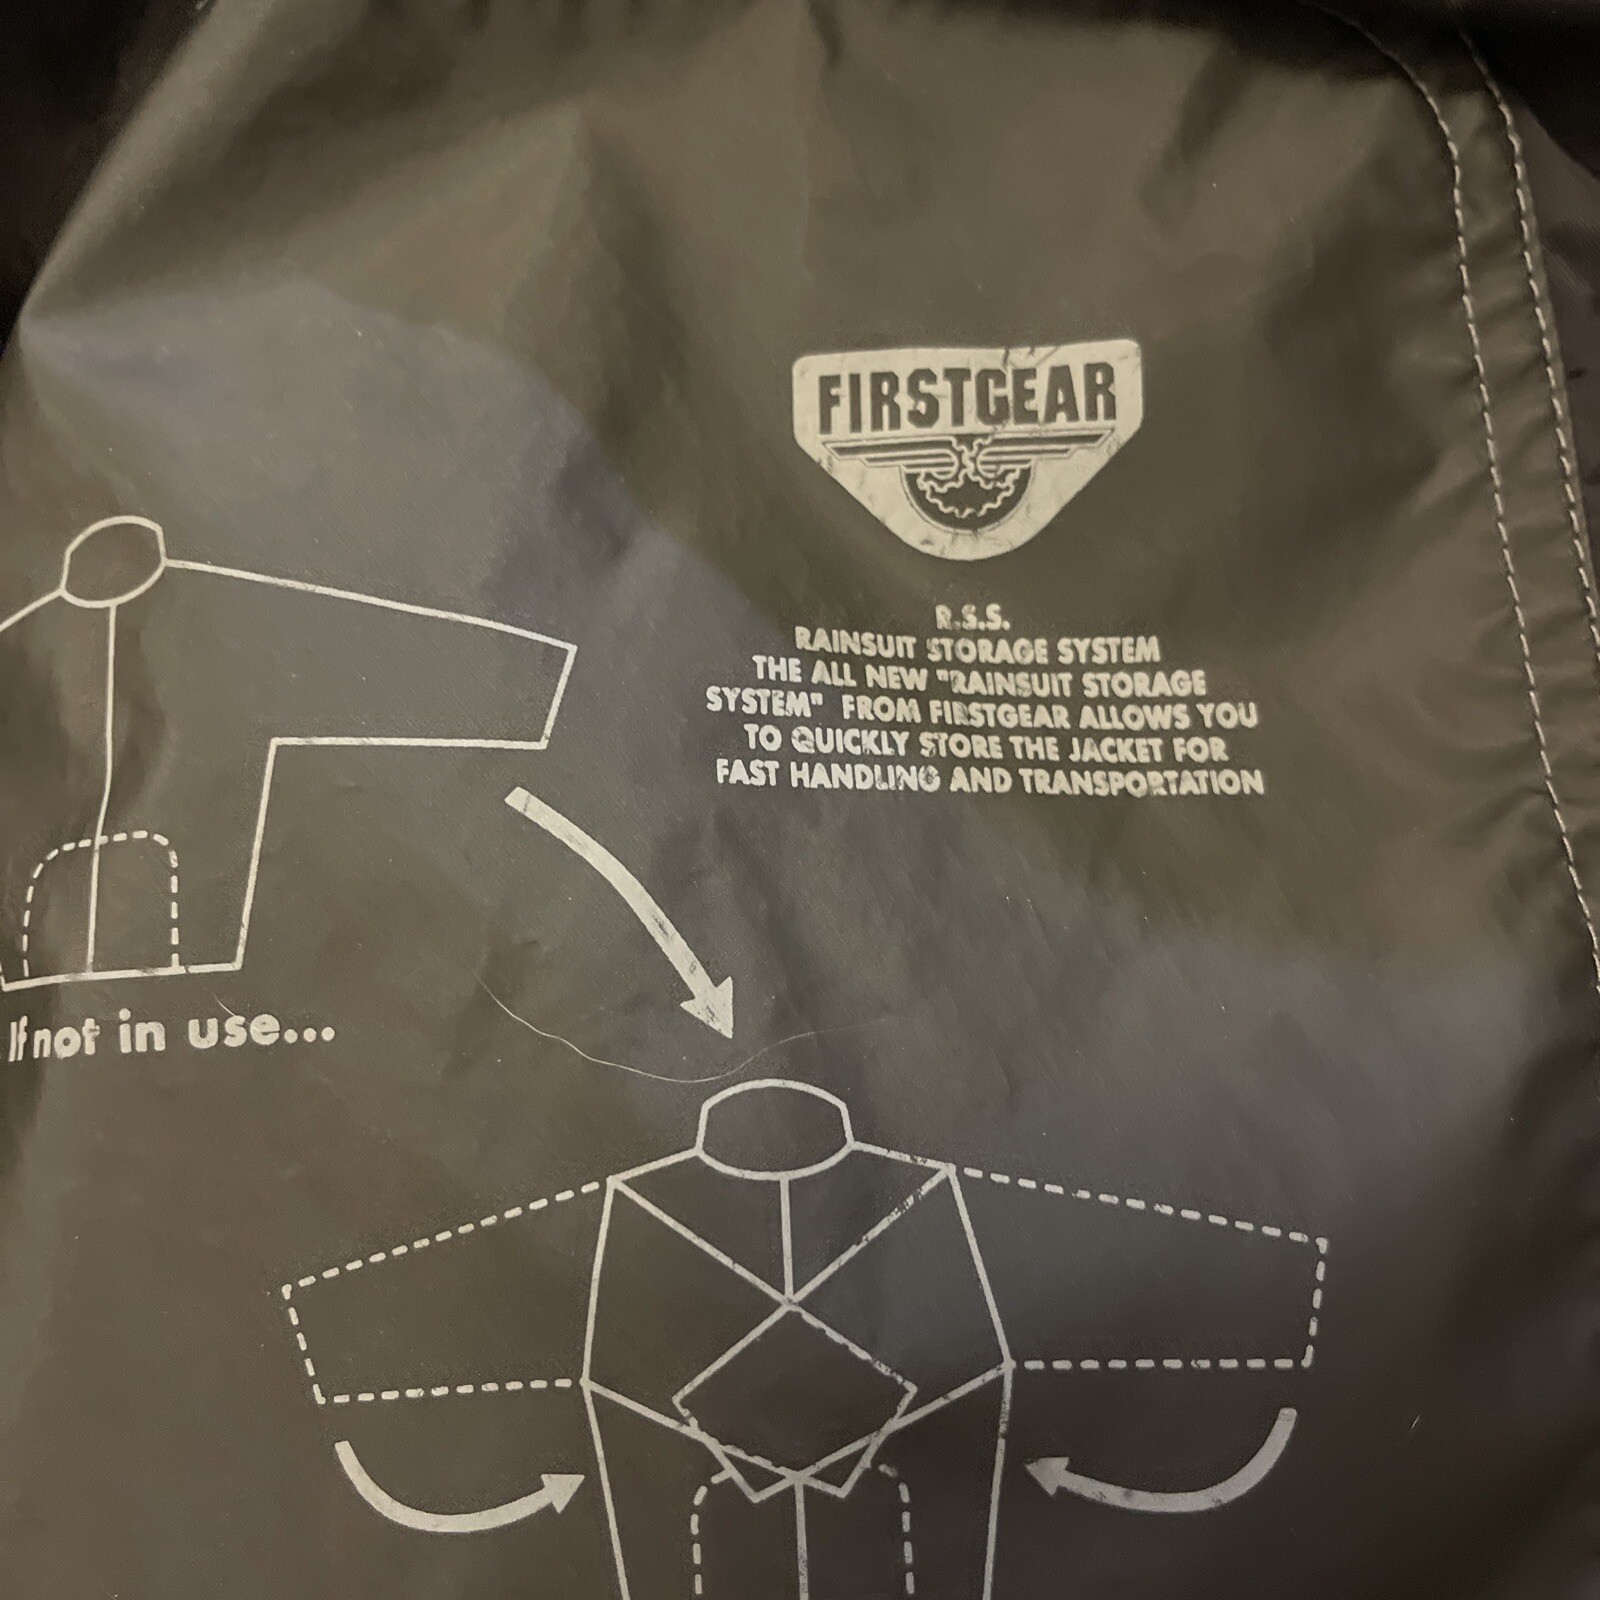 FIRSTGEAR
R.S.S.
RAINSUIT STORAGE SYSTEM
THE ALL NEW "RAINSUIT STORAGE
SYSTEM" FROM FIRSTGEAR ALLOWS YOU
TO QUICKLY STORE THE JACKET FOR
FAST HANDLING AND TRANSPORTATION
If not in use...